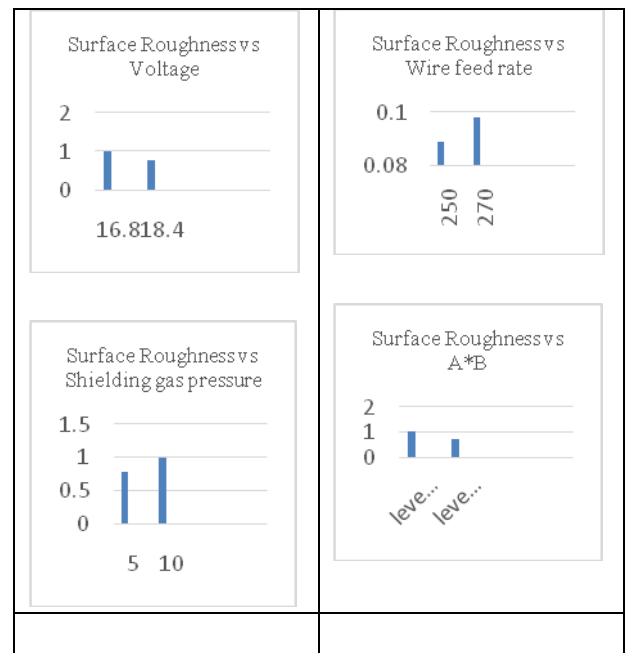 Surface Roughness vs
Voltage
2
1
0
16.8 18.4
Surface Roughness vs
Wire feed rate
0.1
0.08
250
270
Surface Roughness vs
Shielding gas pressure
1.5
1
0.5
0
5 10
Surface Roughness vs
A*B
2
1
0
leve...
leve...